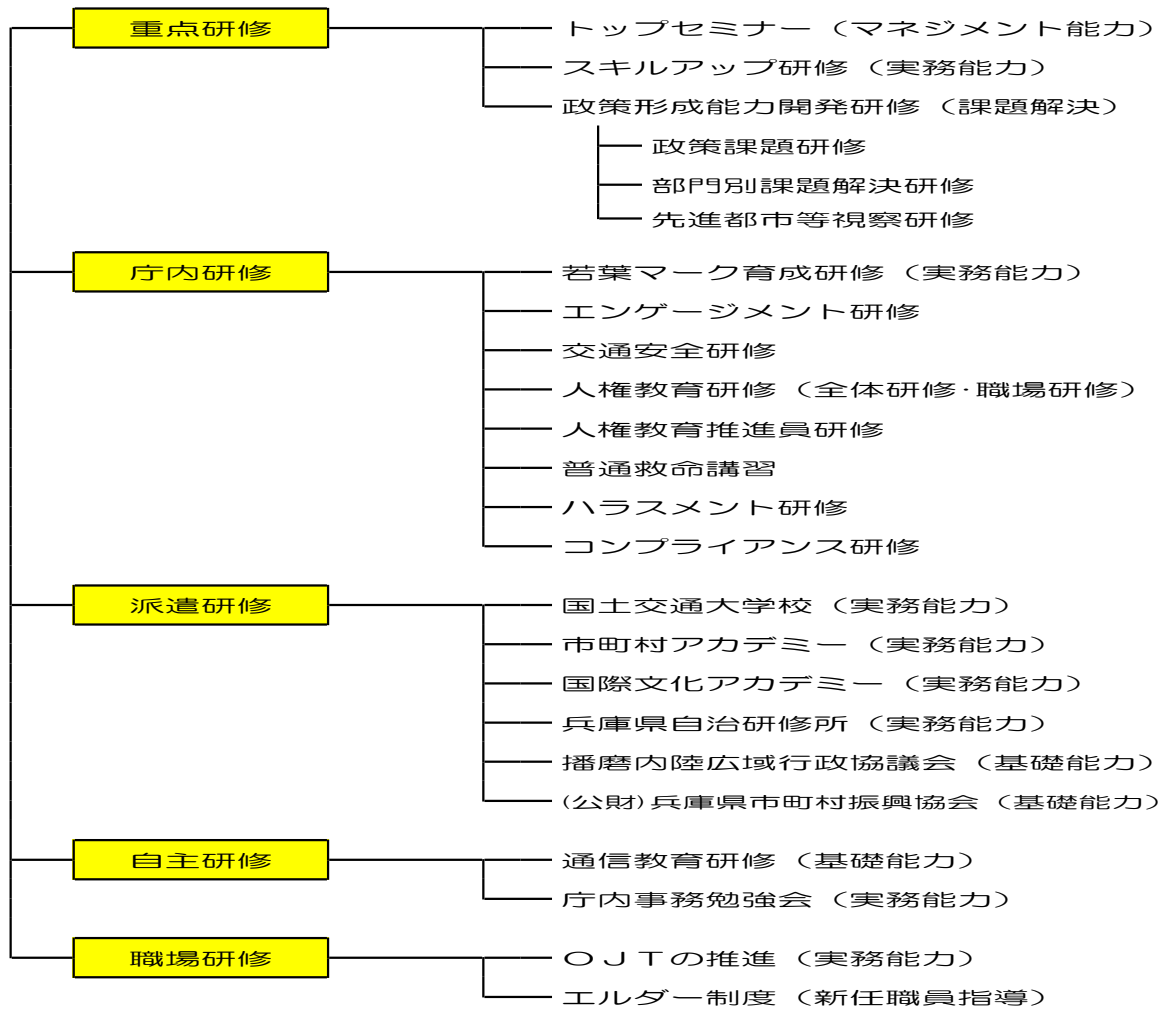 重点研修
トップセミナー（マネジメント能力）
スキルアップ研修（実務能力）
政策形成能力開発研修（課題解決）
政策課題研修
部門別課題解決研修
先進都市等視察研修
庁内研修
若葉マーク育成研修（実務能力）
エンゲージメント研修
交通安全研修
人権教育研修（全体研修･職場研修）
人権教育推進員研修
普通救命講習
ハラスメント研修
コンプライアンス研修
派遣研修
国土交通大学校（実務能力）
市町村アカデミー（実務能力）
国際文化アカデミー（実務能力）
兵庫県自治研修所（実務能力）
播磨内陸広域行政協議会（基礎能力）
(公財)兵庫県市町村振興協会（基礎能力）
自主研修
通信教育研修（基礎能力）
庁内事務勉強会（実務能力）
職場研修
ＯＪＴの推進（実務能力）
エルダー制度（新任職員指導）